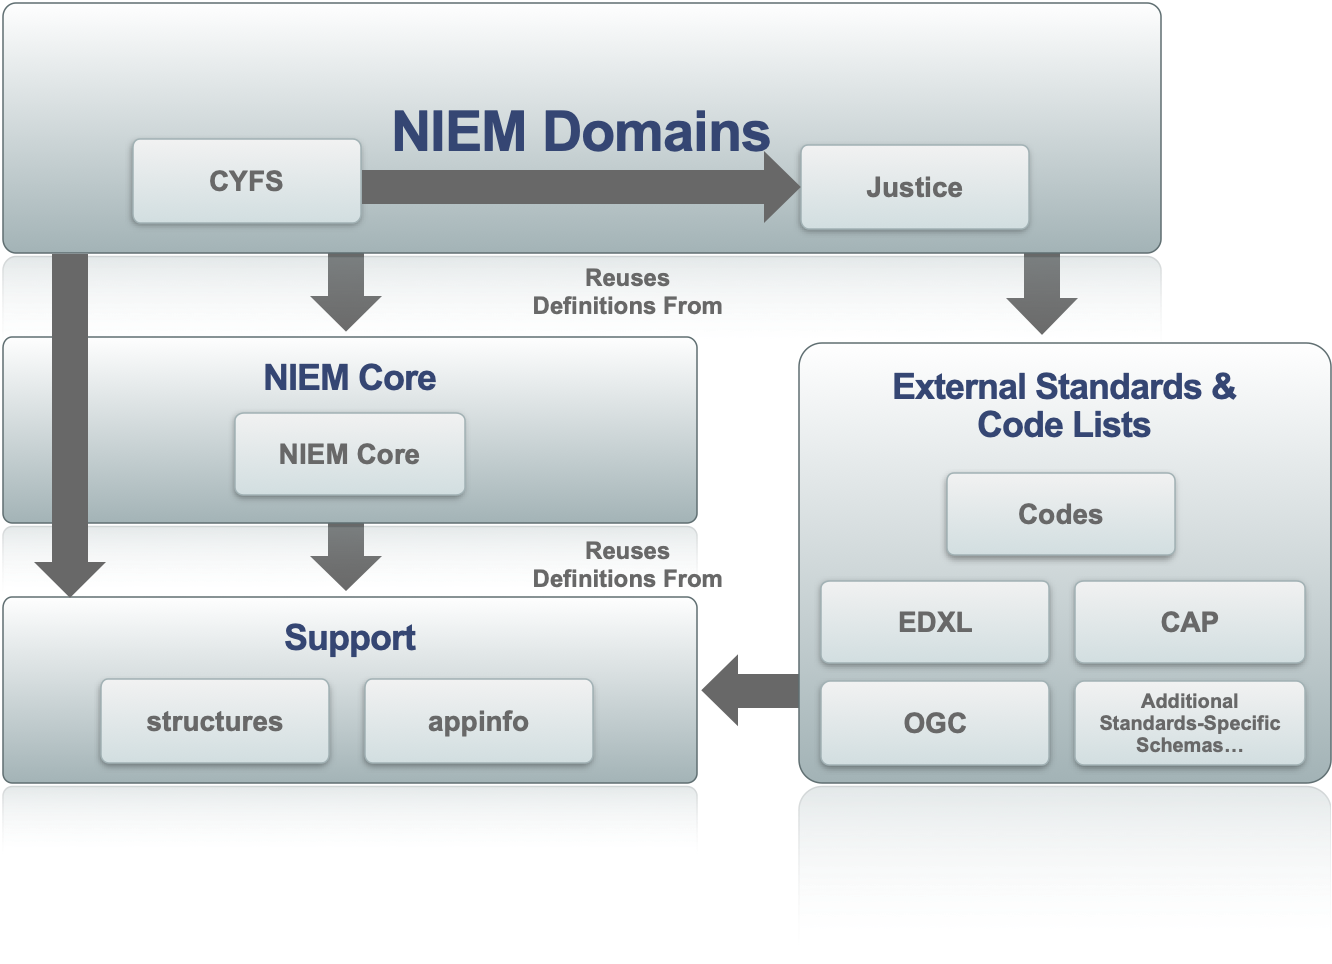 NIEM Domains
CYFS
Justice
Reuses
Definitions From
NIEM Core
NIEM Core
External Standards &
Code Lists
Codes
Reuses
Definitions From
EDXL
CAP
Support
structures
appinfo
OGC
Additional
Standards-Specific
Schemas...